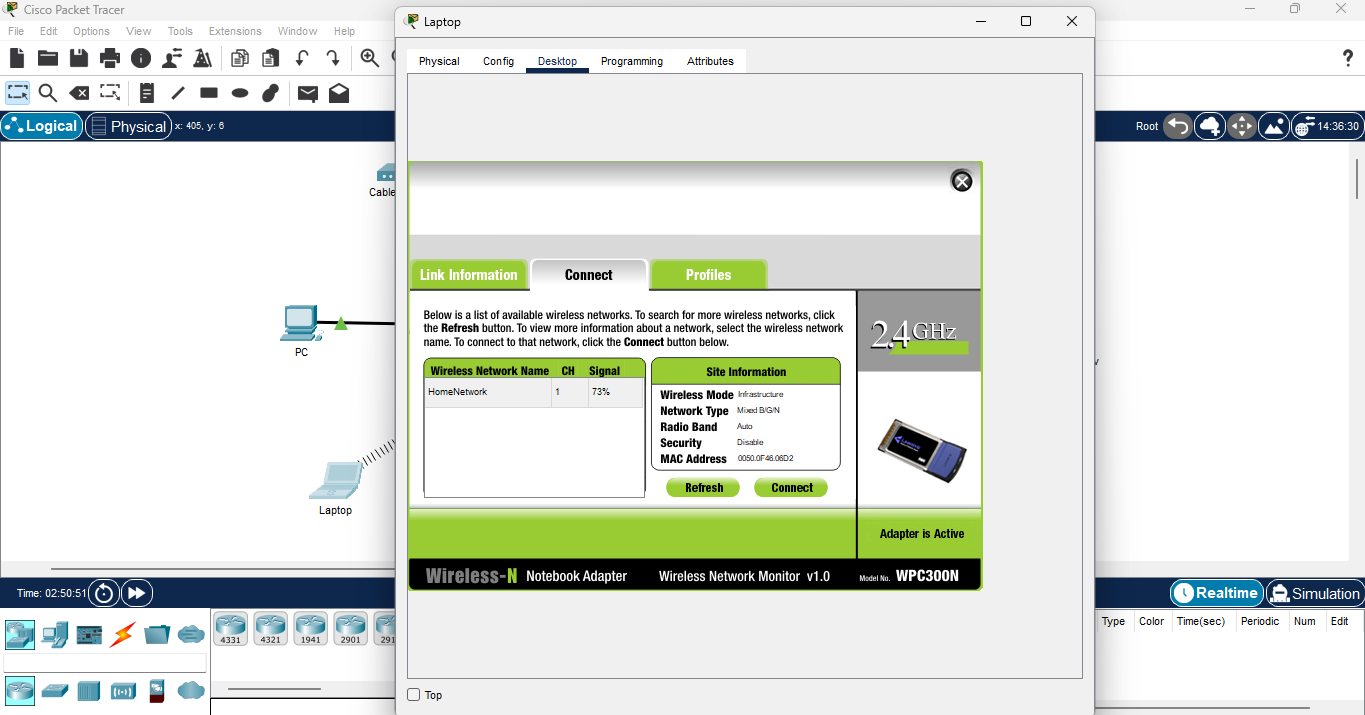 Cisco Packet Tracer
File Edit Options View Tools Extensions Window Help
Logical
Physical
x: 405, y: 6
Cable
PC
Laptop
Time: 02:50:51
4331 4321 1941 2901 291
Laptop
Physical Config Desktop Programming Attributes
Link Information Connect Profiles
Below is a list of available wireless networks. To search for more wireless networks, click
the Refresh button. To view more information about a network, select the wireless network
name. To connect to that network, click the Connect button below.
Wireless Network Name CH Signal
HomeNetwork 1 73%
Site Information
Wireless Mode Infrastructure
Network Type Mixed B/G/N
Radio Band Auto
Security Disable
MAC Address 0050.0F46.06D2
Refresh Connect
2.4GHz
Adapter is Active
Wireless-N Notebook Adapter Wireless Network Monitor v1.0 Model No. WPC300N
Top
?
Root
14:36:30
Realtime
Simulation
Type Color Time(sec) Periodic Num Edit